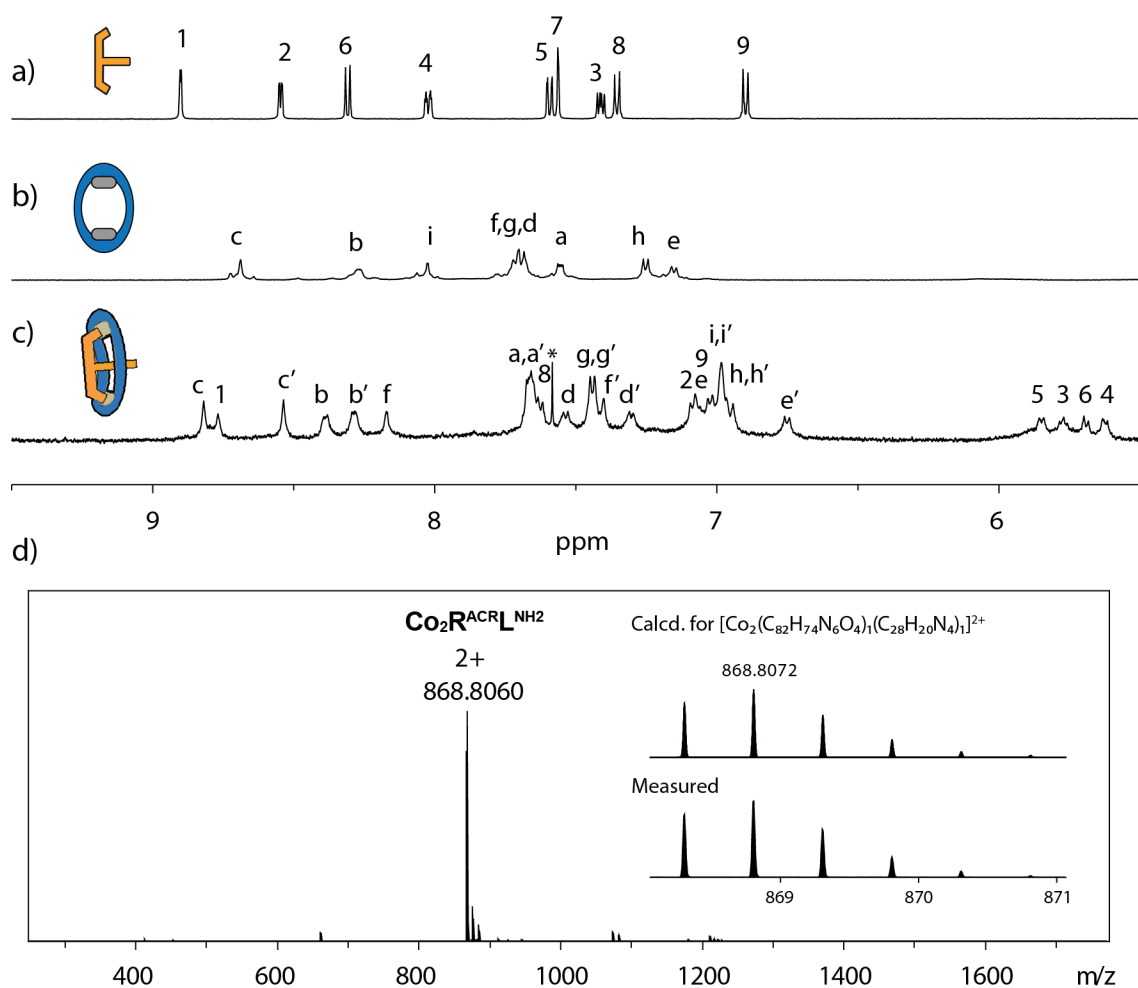 a)
1 2 6 4 5 7 3 8 9
b)
c b i f,g,d a h e
c)
c 1 c′ b b′ f a,a′ 8 * d g,g′ f′ d′ 2 e 9 i,i′ h,h′ e′ 5 3 6 4
9 8 7 6
ppm
d)
Co₂RᴬᶜᴿLᴺᴴ²
2+
868.8060
Calcd. for [Co₂(C₈₂H₇₄N₆O₄)₁(C₂₈H₂₀N₄)₁]²⁺
868.8072
Measured
869 870 871
400 600 800 1000 1200 1400 1600 m/z